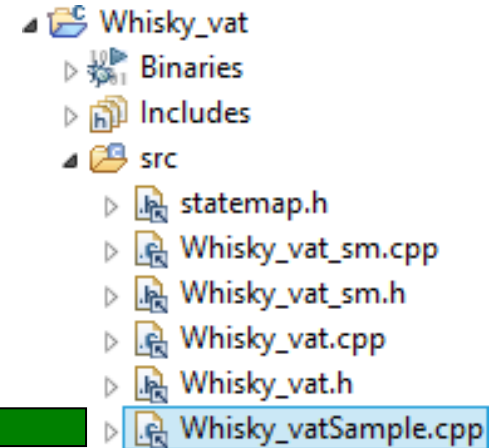 Whisky_vat
Binaries
Includes
src
statemap.h
Whisky_vat_sm.cpp
Whisky_vat_sm.h
Whisky_vat.cpp
Whisky_vat.h
Whisky_vatSample.cpp